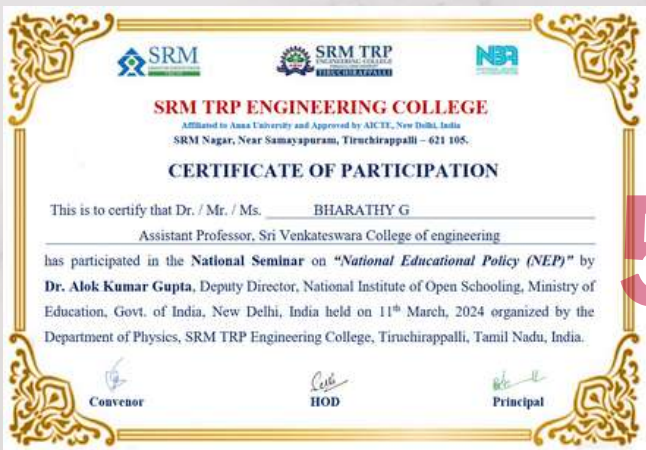 SRM
SRM TRP
ENGINEERING COLLEGE
TIRUCHIRAPPALLI
NBA
SRM TRP ENGINEERING COLLEGE
Affiliated to Anna University and Approved by AICTE, New Delhi, India
SRM Nagar, Near Samayapuram, Tiruchirappalli – 621 105.
CERTIFICATE OF PARTICIPATION
This is to certify that Dr. / Mr. / Ms. BHARATHY G
Assistant Professor, Sri Venkateswara College of engineering
has participated in the National Seminar on “National Educational Policy (NEP)” by
Dr. Alok Kumar Gupta, Deputy Director, National Institute of Open Schooling, Ministry of
Education, Govt. of India, New Delhi, India held on 11th March, 2024 organized by the
Department of Physics, SRM TRP Engineering College, Tiruchirappalli, Tamil Nadu, India.
Convenor HOD Principal